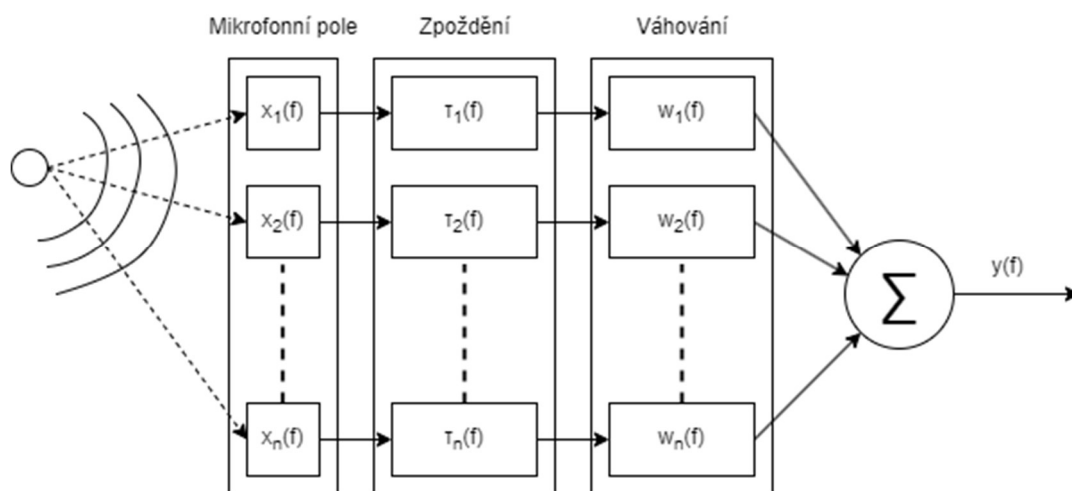 Mikrofonní pole Zpoždění Váhování
x₁(f) τ₁(f) w₁(f)
x₂(f) τ₂(f) w₂(f)
Σ y(f)
xₙ(f) τₙ(f) wₙ(f)